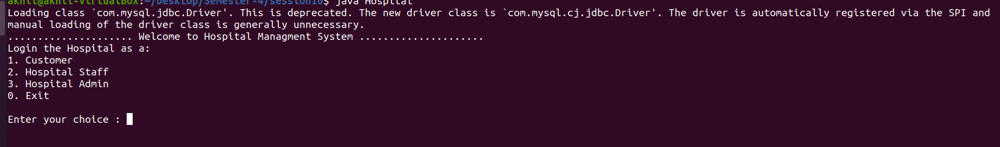 akhil@akhil-VirtualBox:~/Desktop/Semester-4/session10$ java Hospital
Loading class `com.mysql.jdbc.Driver'. This is deprecated. The new driver class is `com.mysql.cj.jdbc.Driver'. The driver is automatically registered via the SPI and
manual loading of the driver class is generally unnecessary.
..................... Welcome to Hospital Managment System .....................
Login the Hospital as a:
1. Customer
2. Hospital Staff
3. Hospital Admin
0. Exit
Enter your choice :